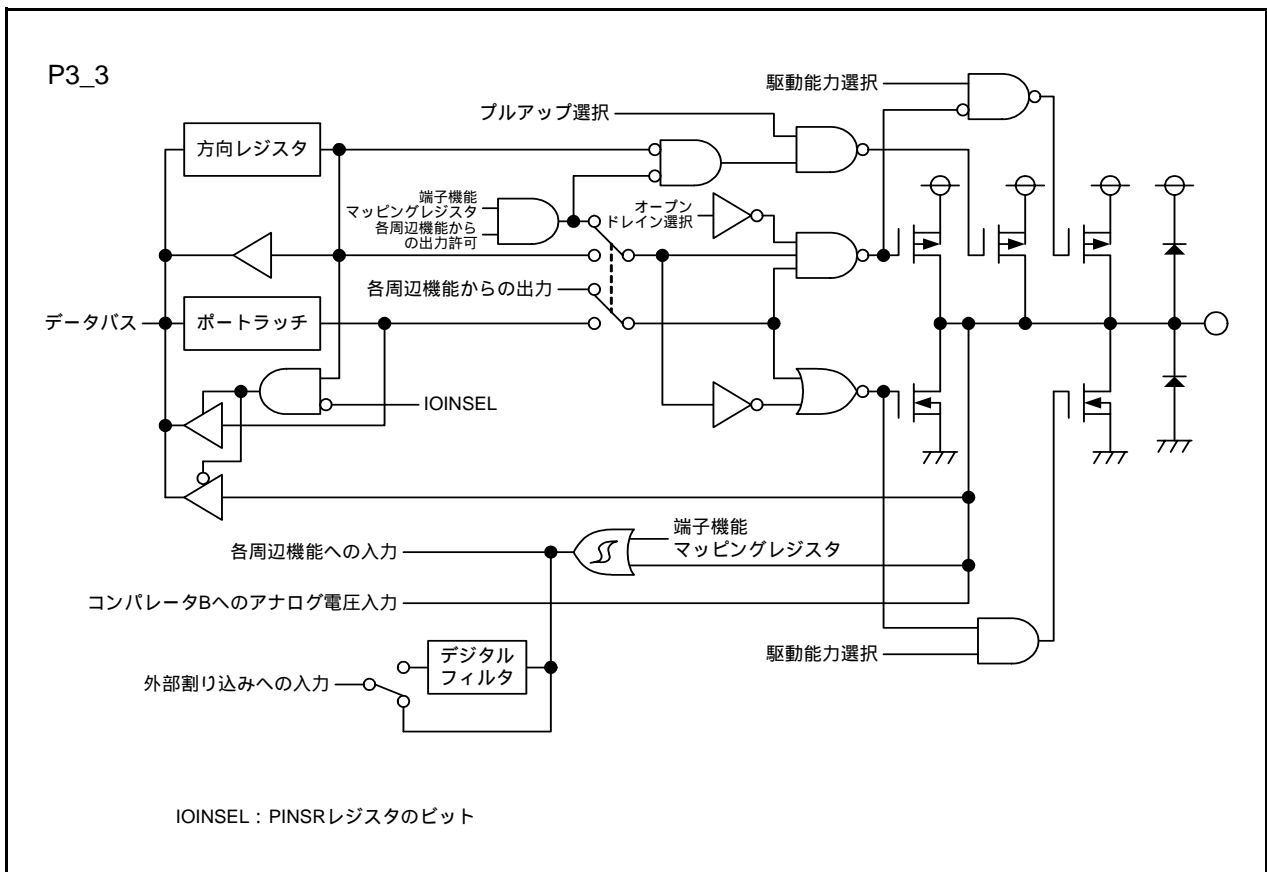 P3_3
駆動能力選択
プルアップ選択
方向レジスタ
端子機能
マッピングレジスタ
各周辺機能から
の出力許可
オープン
ドレイン選択
各周辺機能からの出力
データバス
ポートラッチ
IOINSEL
端子機能
マッピングレジスタ
各周辺機能への入力
コンパレータBへのアナログ電圧入力
駆動能力選択
デジタル
フィルタ
外部割り込みへの入力
IOINSEL：PINSRレジスタのビット